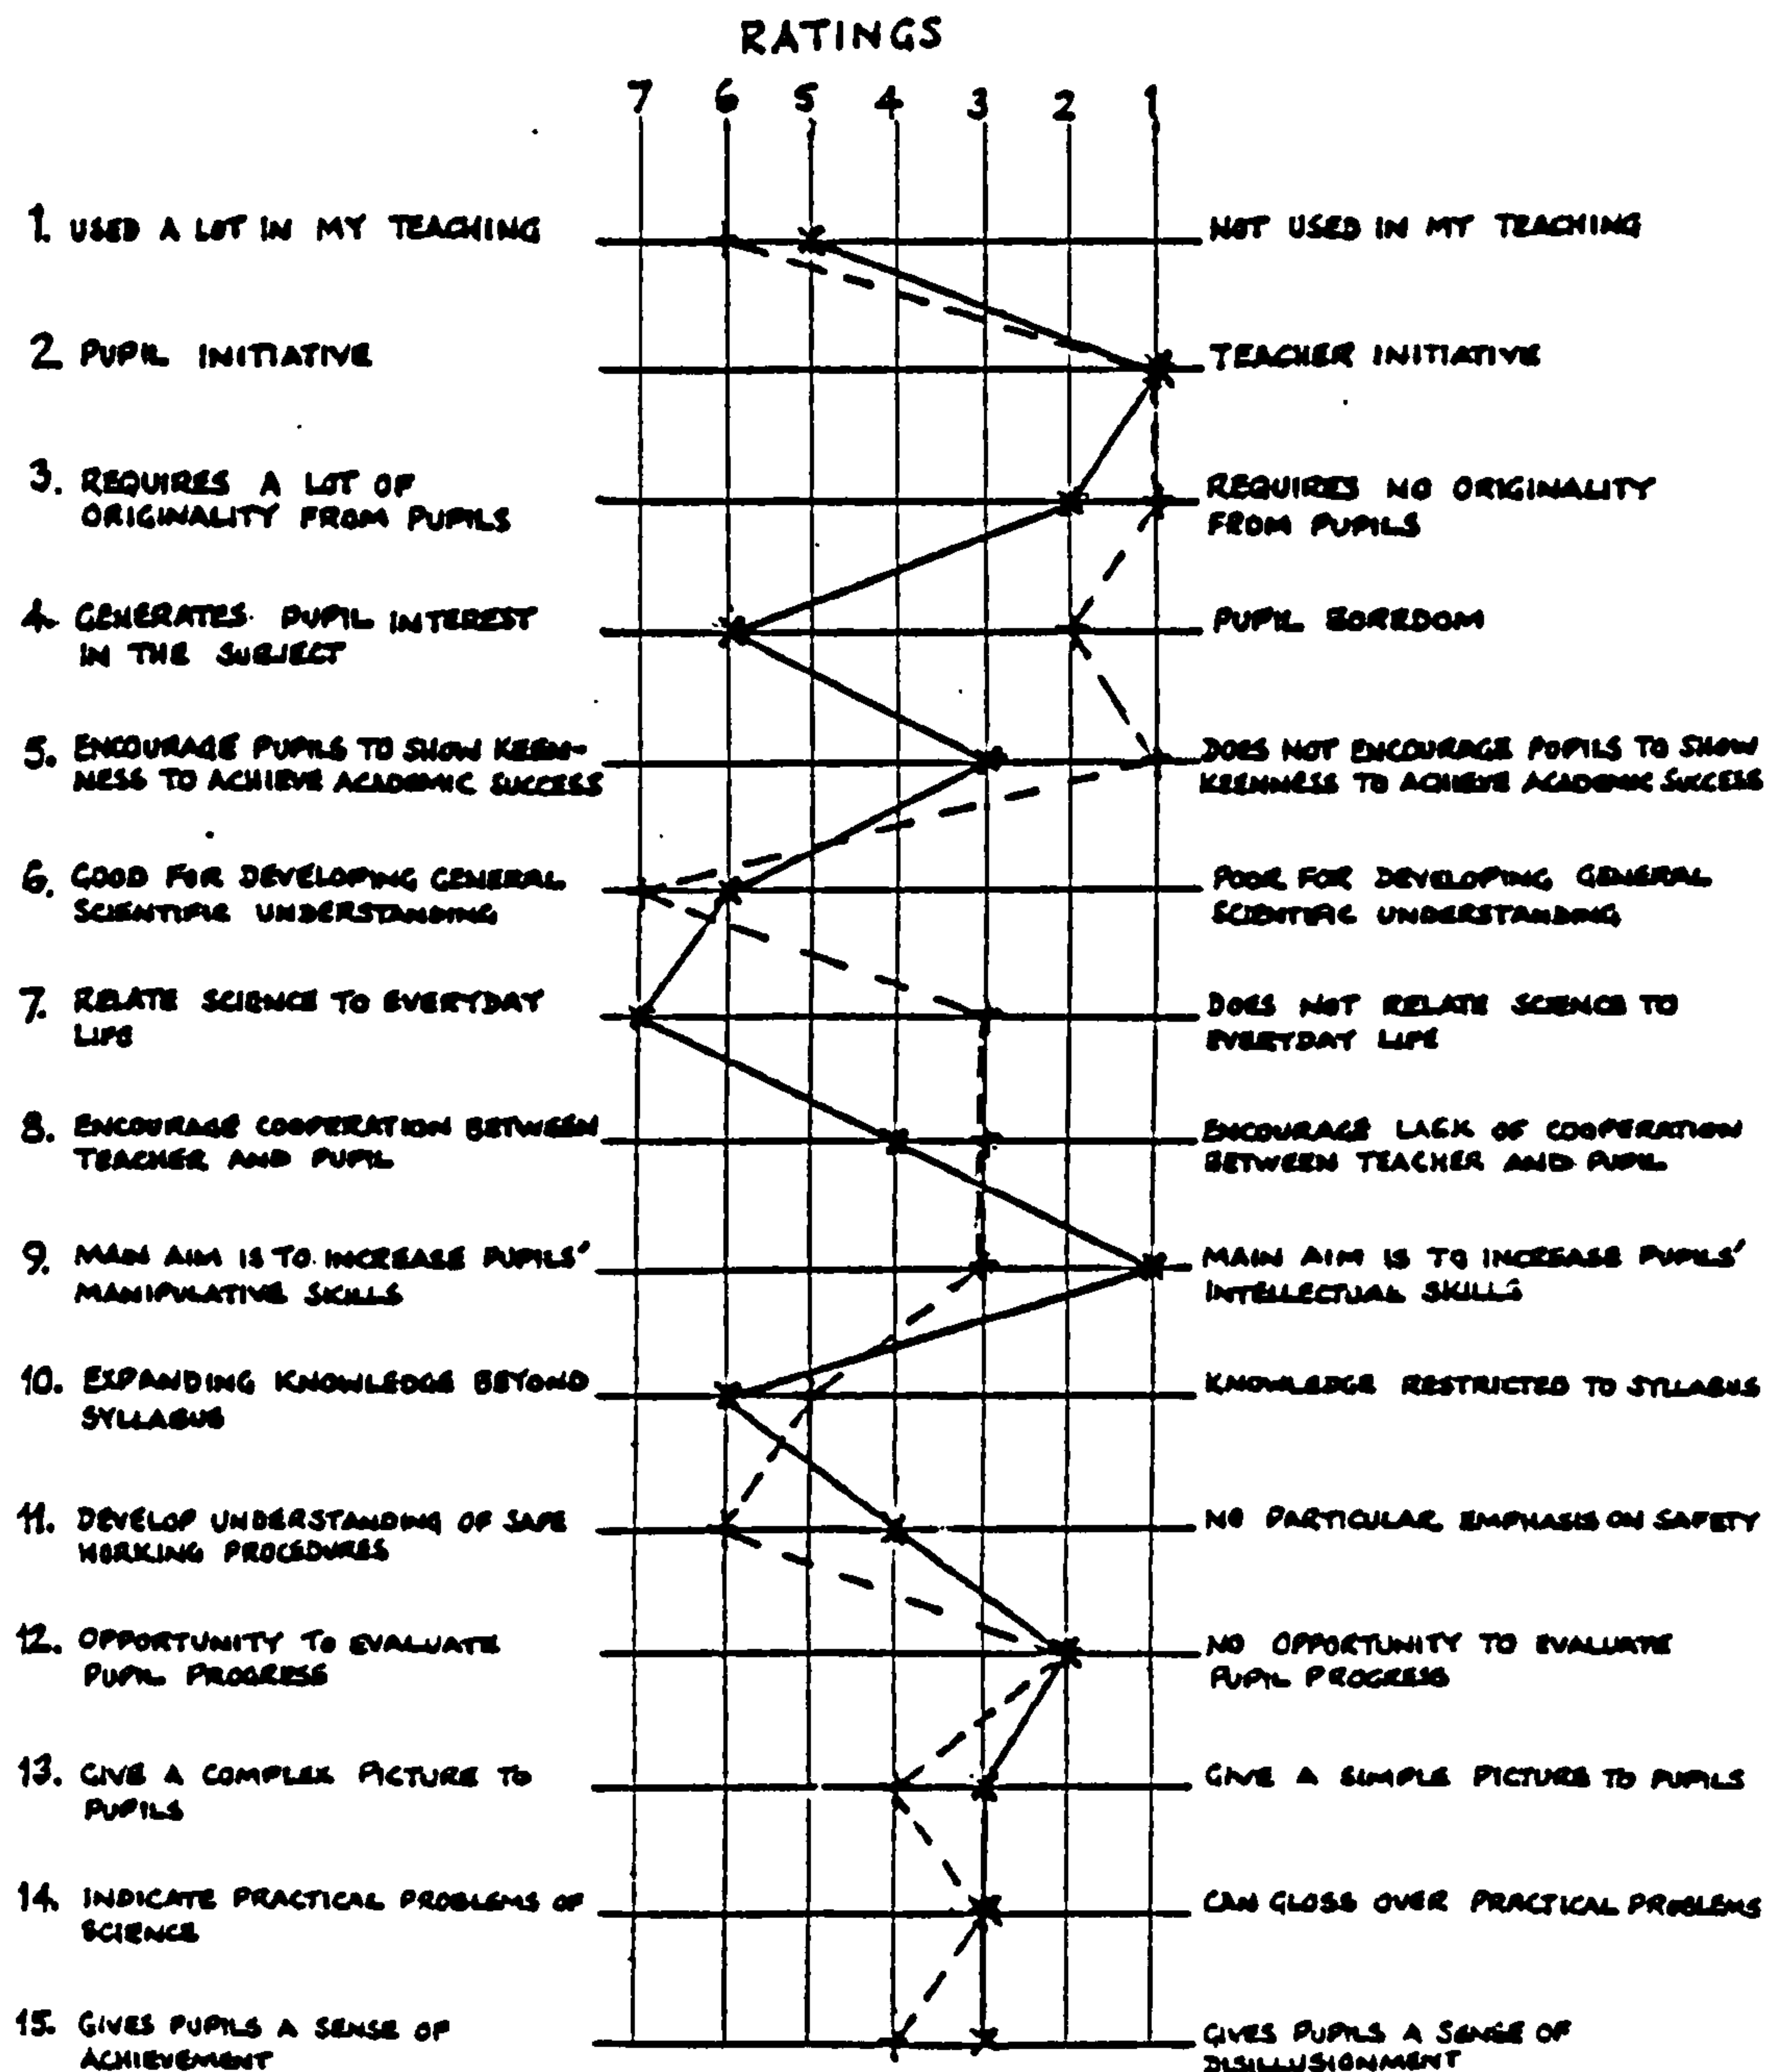 RATINGS
7 6 5 4 3 2 1
1. USED A LOT IN MY TEACHING
NOT USED IN MY TEACHING
2 PUPIL INITIATIVE
TEACHER INITIATIVE
3. REQUIRES A LOT OF
ORIGINALITY FROM PUPILS
REQUIRES NO ORIGINALITY
FROM PUPILS
4. GENERATES PUPIL INTEREST
IN THE SUBJECT
PUPIL BOREDOM
5. ENCOURAGE PUPILS TO SHOW KEEN-
NESS TO ACHIEVE ACADEMIC SUCCESS
DOES NOT ENCOURAGE PUPILS TO SHOW
KEENNESS TO ACHIEVE ACADEMIC SUCCESS
6. GOOD FOR DEVELOPING GENERAL
SCIENTIFIC UNDERSTANDING
POOR FOR DEVELOPING GENERAL
SCIENTIFIC UNDERSTANDING
7. RELATE SCIENCE TO EVERYDAY
LIFE
DOES NOT RELATE SCIENCE TO
EVERYDAY LIFE
8. ENCOURAGE COOPERATION BETWEEN
TEACHER AND PUPIL
ENCOURAGE LACK OF COOPERATION
BETWEEN TEACHER AND PUPIL
9. MAIN AIM IS TO INCREASE PUPILS'
MANIPULATIVE SKILLS
MAIN AIM IS TO INCREASE PUPILS'
INTELLECTUAL SKILLS
10. EXPANDING KNOWLEDGE BEYOND
SYLLABUS
KNOWLEDGE RESTRICTED TO SYLLABUS
11. DEVELOP UNDERSTANDING OF SAFE
WORKING PROCEDURES
NO PARTICULAR EMPHASIS ON SAFETY
12. OPPORTUNITY TO EVALUATE
PUPIL PROGRESS
NO OPPORTUNITY TO EVALUATE
PUPIL PROGRESS
13. GIVE A COMPLEX PICTURE TO
PUPILS
GIVE A SIMPLE PICTURE TO PUPILS
14. INDICATE PRACTICAL PROBLEMS OF
SCIENCE
CAN GLOSS OVER PRACTICAL PROBLEMS
15. GIVES PUPILS A SENSE OF
ACHIEVEMENT
GIVES PUPILS A SENSE OF
DISILLUSIONMENT